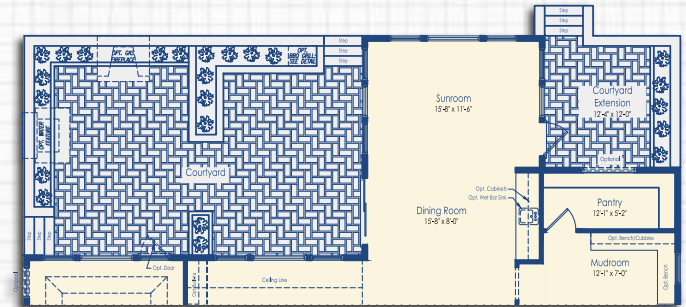 Step
Step
Step
OPT. GAS
FIREPLACE
OPT.
BBQ GRILL-
SEE DETAIL
Step
Step
Step
Sunroom
15'-8" x 11'-6"
Courtyard
Extension
12'-4" x 12'-0"
OPT. WATER
FEATURE
Optional
Courtyard
Opt. Cabinets
Opt. Wet Bar Sink
Pantry
12'-1" x 5'-2"
Dining Room
15'-8" x 8'-0"
Step
Step
Step
Opt. Bench/Cubbies
Mudroom
12'-1" x 7'-0"
Opt. Bench
Opt. Door
Ceiling Line
Optional